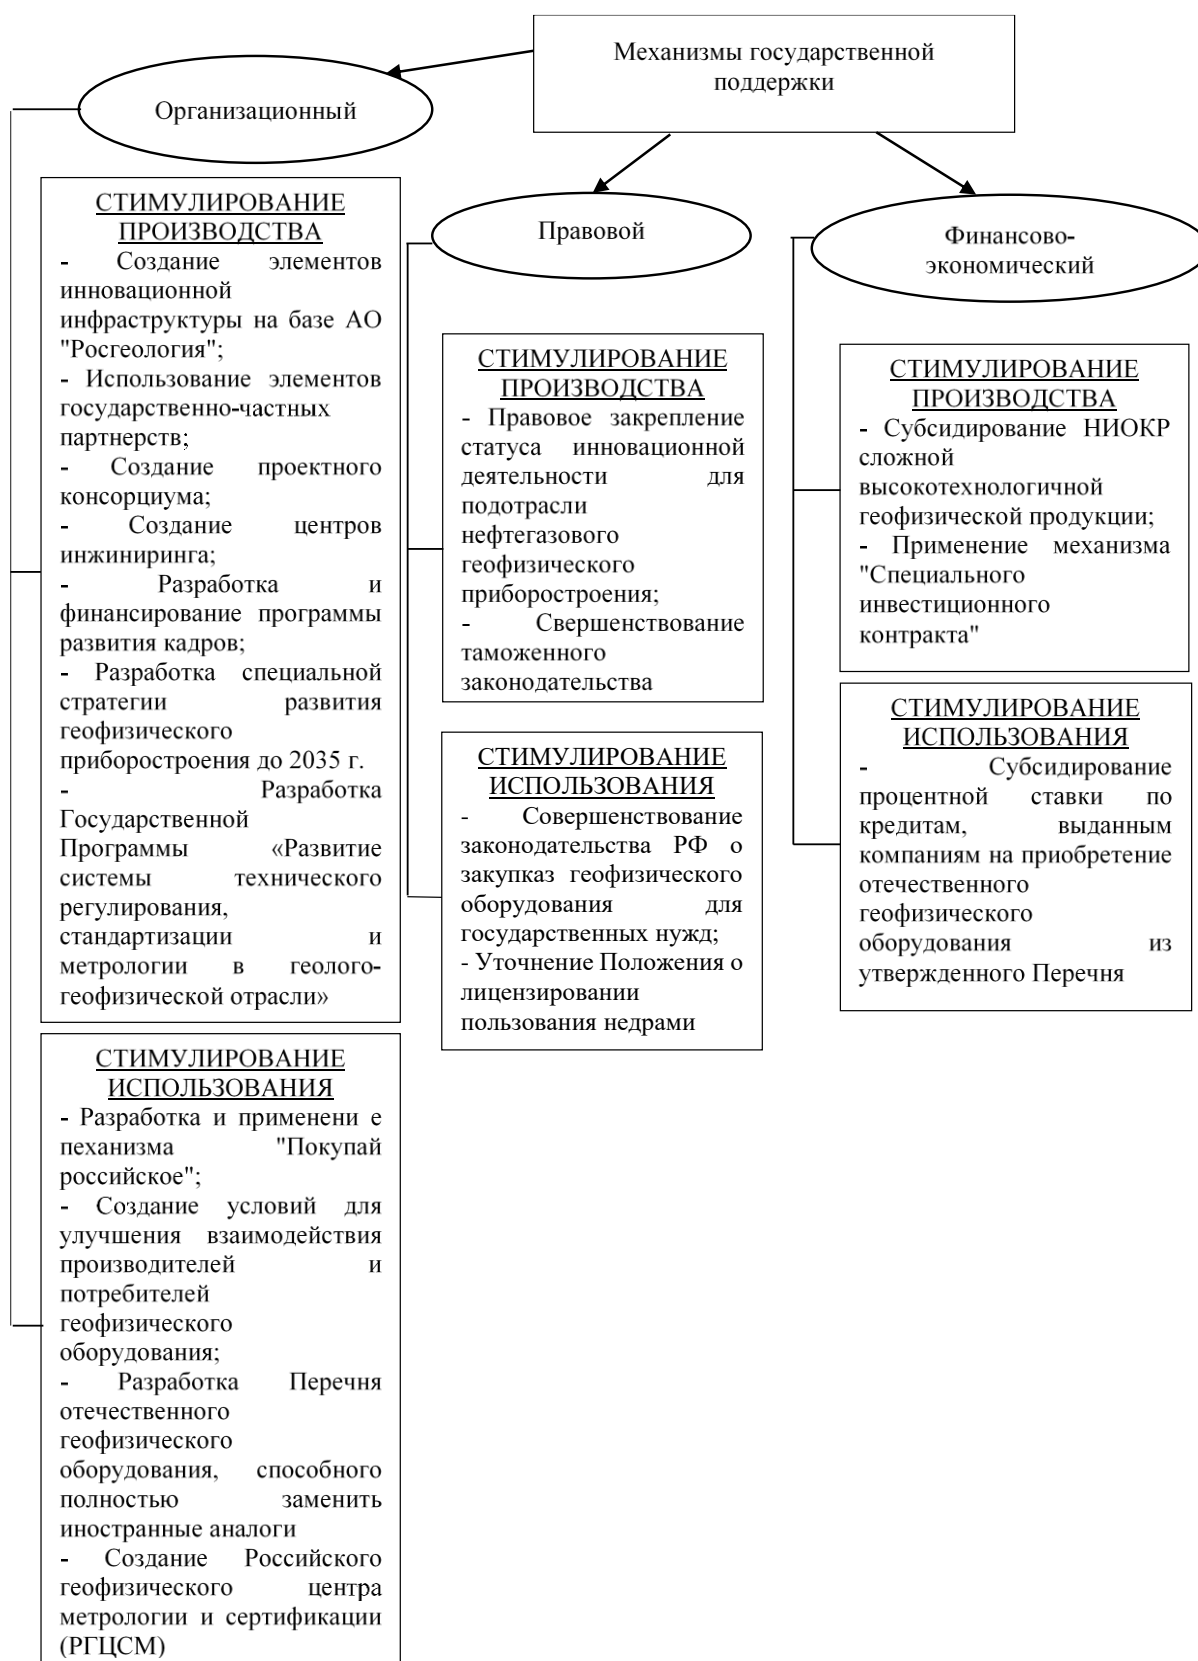 Механизмы государственной
поддержки
Организационный
Правовой
Финансово-
экономический
СТИМУЛИРОВАНИЕ
ПРОИЗВОДСТВА
- Создание элементов
инновационной
инфраструктуры на базе АО
"Росгеология";
- Использование элементов
государственно-частных
партнерств;
- Создание проектного
консорциума;
- Создание центров
инжиниринга;
- Разработка и
финансирование программы
развития кадров;
- Разработка специальной
стратегии развития
геофизического
приборостроения до 2035 г.
- Разработка
Государственной
Программы «Развитие
системы технического
регулирования,
стандартизации и
метрологии в геолого-
геофизической отрасли»
СТИМУЛИРОВАНИЕ
ИСПОЛЬЗОВАНИЯ
- Разработка и применени е
пеханизма "Покупай
российское";
- Создание условий для
улучшения взаимодействия
производителей и
потребителей
геофизического
оборудования;
- Разработка Перечня
отечественного
геофизического
оборудования, способного
полностью заменить
иностранные аналоги
- Создание Российского
геофизического центра
метрологии и сертификации
(РГЦСМ)
СТИМУЛИРОВАНИЕ
ПРОИЗВОДСТВА
- Правовое закрепление
статуса инновационной
деятельности для
подотрасли
нефтегазового
геофизического
приборостроения;
- Свершенствование
таможенного
законодательства
СТИМУЛИРОВАНИЕ
ИСПОЛЬЗОВАНИЯ
- Совершенствование
законодательства РФ о
закупказ геофизического
оборудования для
государственных нужд;
- Уточнение Положения о
лицензировании
пользования недрами
СТИМУЛИРОВАНИЕ
ПРОИЗВОДСТВА
- Субсидирование НИОКР
сложной
высокотехнологичной
геофизической продукции;
- Применение механизма
"Специального
инвестиционного
контракта"
СТИМУЛИРОВАНИЕ
ИСПОЛЬЗОВАНИЯ
- Субсидирование
процентной ставки по
кредитам, выданным
компаниям на приобретение
отечественного
геофизического
оборудования из
утвержденного Перечня